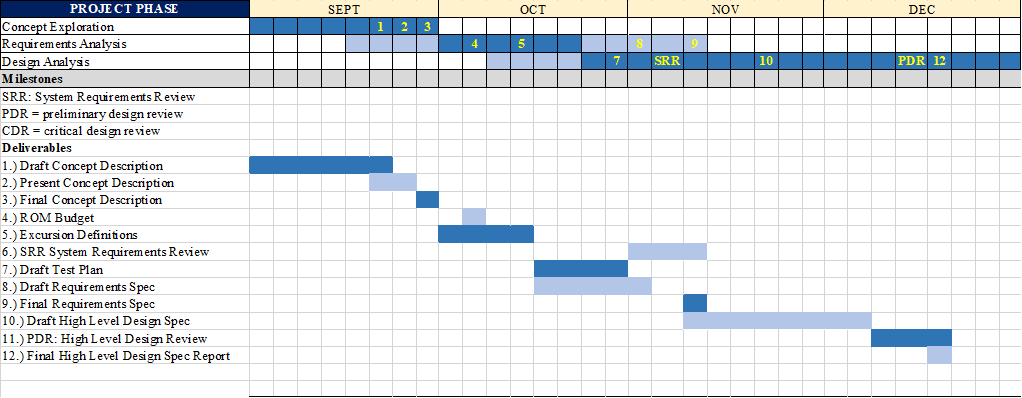 PROJECT PHASE SEPT OCT NOV DEC
Concept Exploration 1 2 3
Requirements Analysis 4 5 8 9
Design Analysis 7 SRR 10 PDR 12
Milestones
SRR: System Requirements Review
PDR = preliminary design review
CDR = critical design review
Deliverables
1.) Draft Concept Description
2.) Present Concept Description
3.) Final Concept Description
4.) ROM Budget
5.) Excursion Definitions
6.) SRR System Requirements Review
7.) Draft Test Plan
8.) Draft Requirements Spec
9.) Final Requirements Spec
10.) Draft High Level Design Spec
11.) PDR: High Level Design Review
12.) Final High Level Design Spec Report